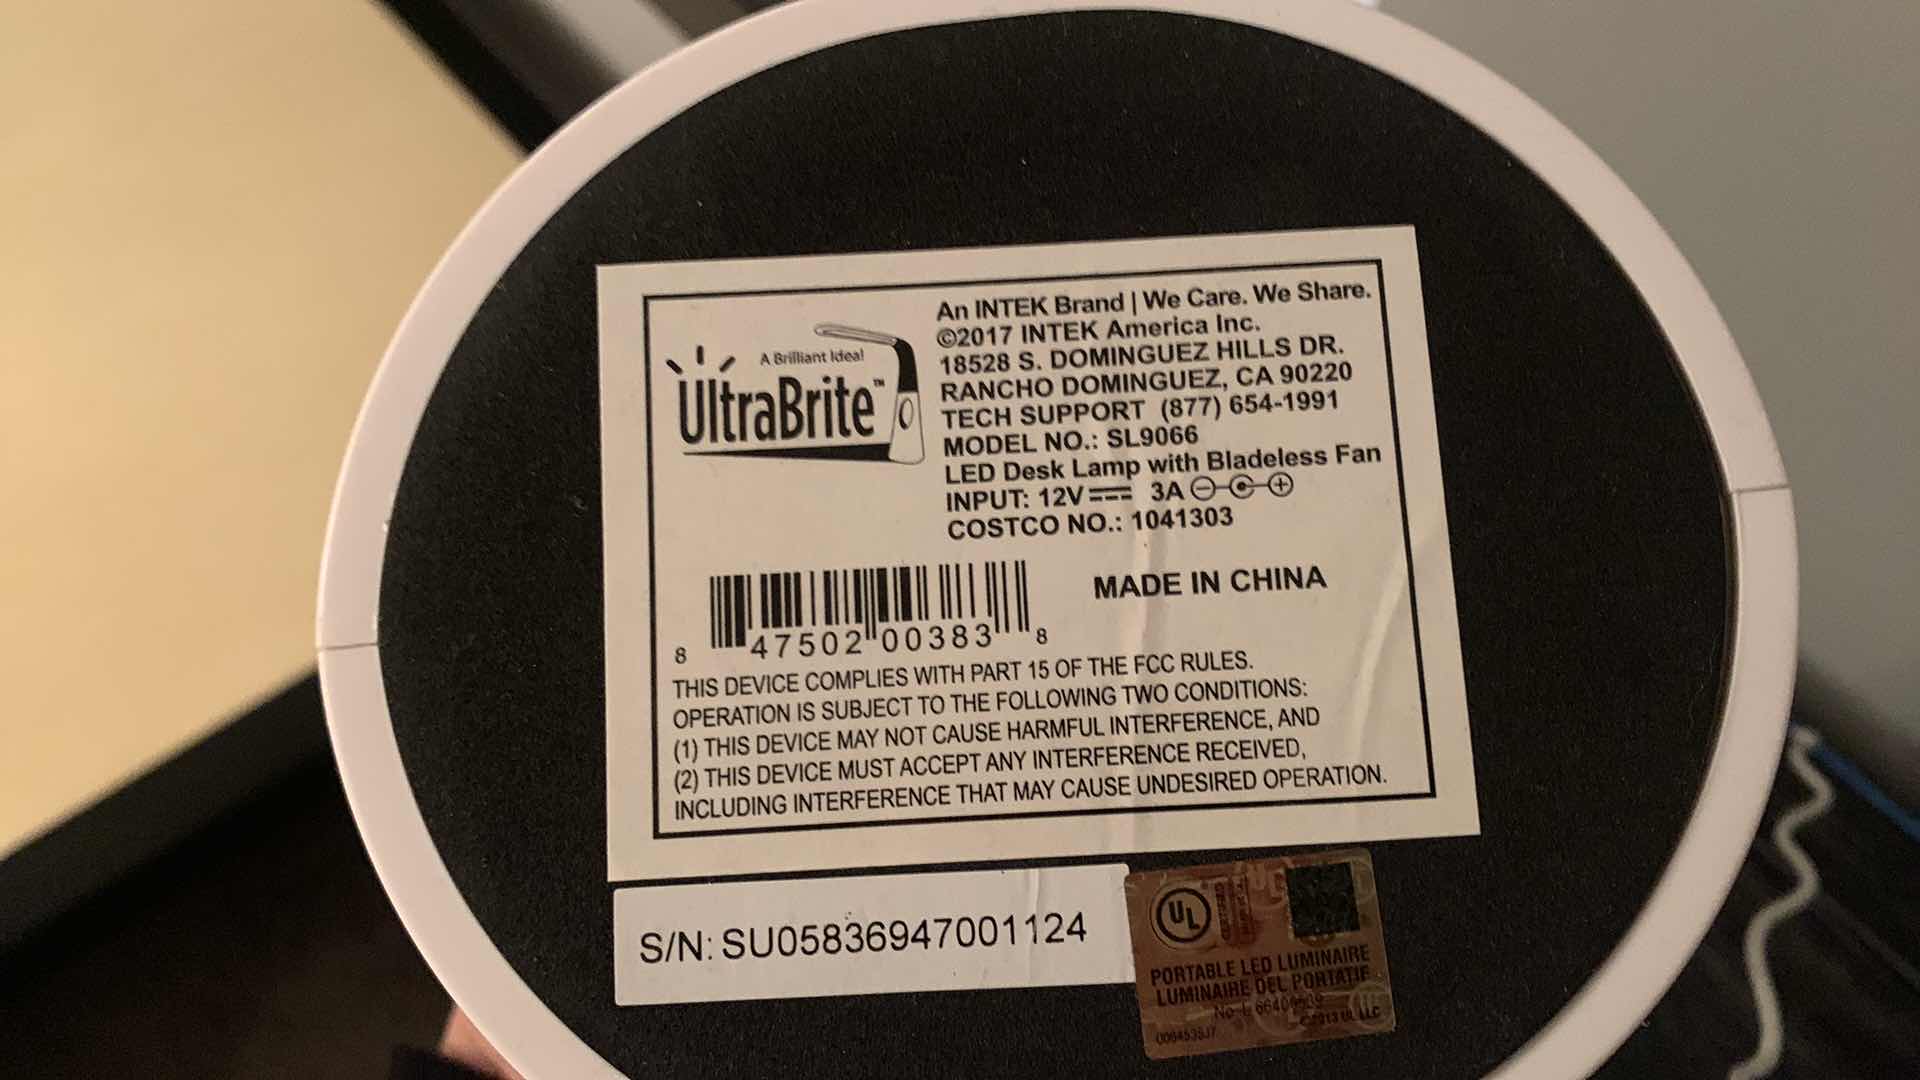 A Brilliant Idea!
UltraBrite™
An INTEK Brand | We Care. We Share.
©2017 INTEK America Inc.
18528 S. DOMINGUEZ HILLS DR.
RANCHO DOMINGUEZ, CA 90220
TECH SUPPORT (877) 654-1991
MODEL NO.: SL9066
LED Desk Lamp with Bladeless Fan
INPUT: 12V 3A
COSTCO NO.: 1041303
MADE IN CHINA
8 47502 00383 8
THIS DEVICE COMPLIES WITH PART 15 OF THE FCC RULES.
OPERATION IS SUBJECT TO THE FOLLOWING TWO CONDITIONS:
(1) THIS DEVICE MAY NOT CAUSE HARMFUL INTERFERENCE, AND
(2) THIS DEVICE MUST ACCEPT ANY INTERFERENCE RECEIVED,
INCLUDING INTERFERENCE THAT MAY CAUSE UNDESIRED OPERATION.
S/N: SU05836947001124
UL
PORTABLE LED LUMINAIRE
LUMINAIRE DEL PORTATIF
©2013 UL LLC